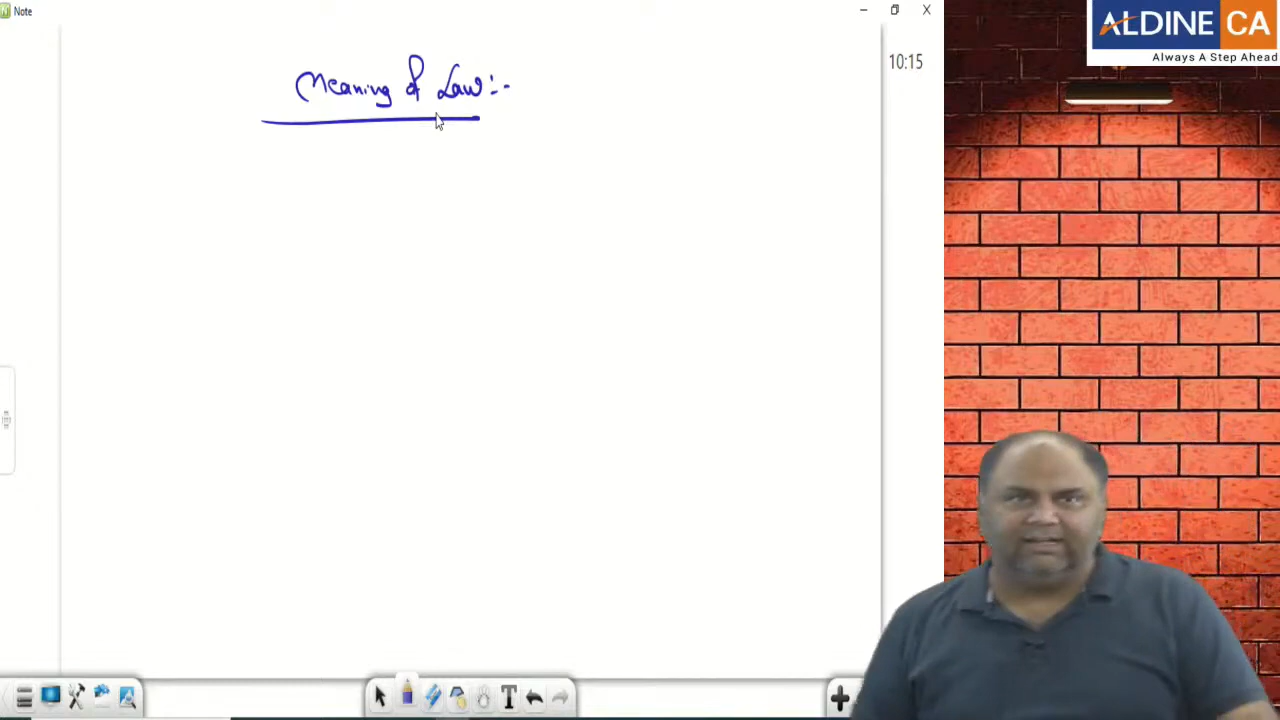 Note
ALDINE CA
Always A Step Ahead
10:15
Meaning of Law:-